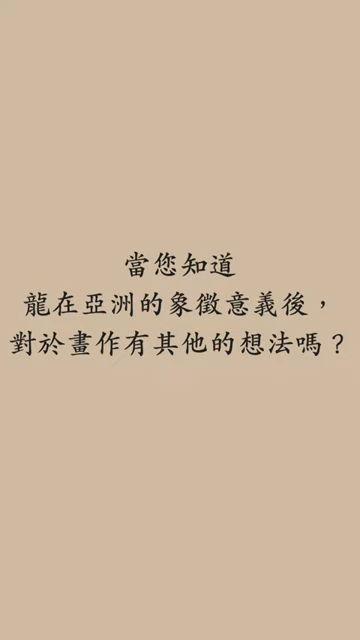 當您知道
龍在亞洲的象徵意義後，
對於畫作有其他的想法嗎？